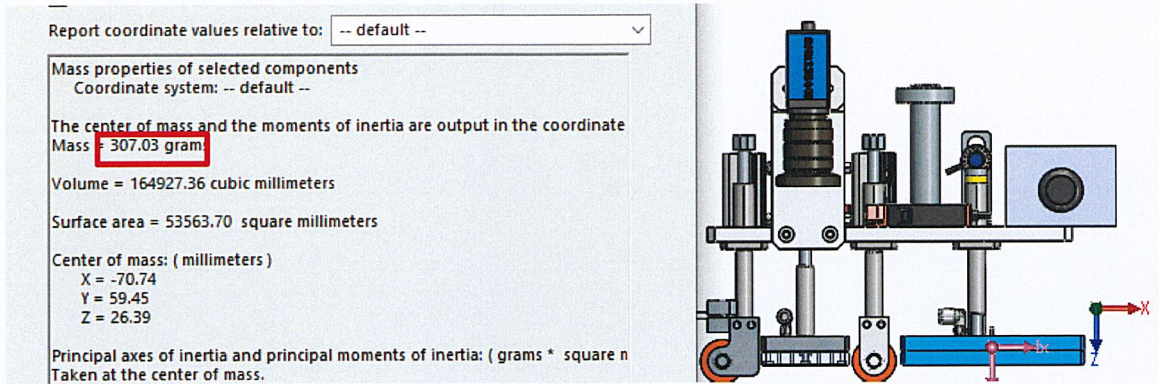 Report coordinate values relative to: -- default --
Mass properties of selected components
Coordinate system: -- default --
The center of mass and the moments of inertia are output in the coordinate
Mass = 307.03 grams
Volume = 164927.36 cubic millimeters
Surface area = 53563.70 square millimeters
Center of mass: ( millimeters )
X = -70.74
Y = 59.45
Z = 26.39
Principal axes of inertia and principal moments of inertia: ( grams * square
Taken at the center of mass.
X
Z